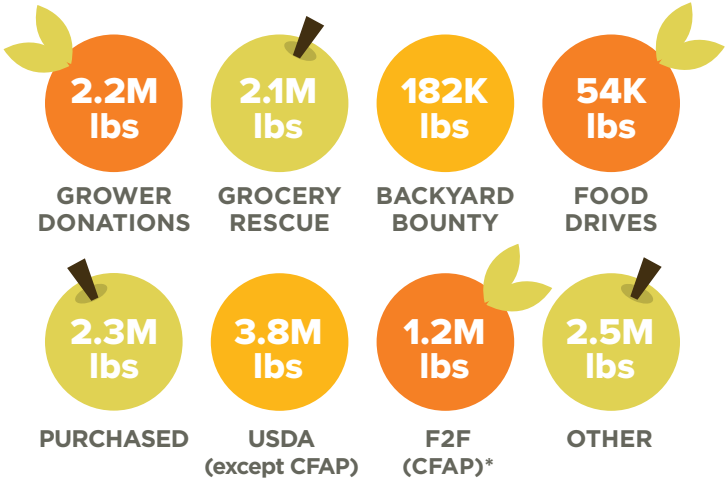 2.2M
lbs
GROWER
DONATIONS
2.1M
lbs
GROCERY
RESCUE
182K
lbs
BACKYARD
BOUNTY
54K
lbs
FOOD
DRIVES
2.3M
lbs
PURCHASED
3.8M
lbs
USDA
(except CFAP)
1.2M
lbs
F2F
(CFAP)*
2.5M
lbs
OTHER